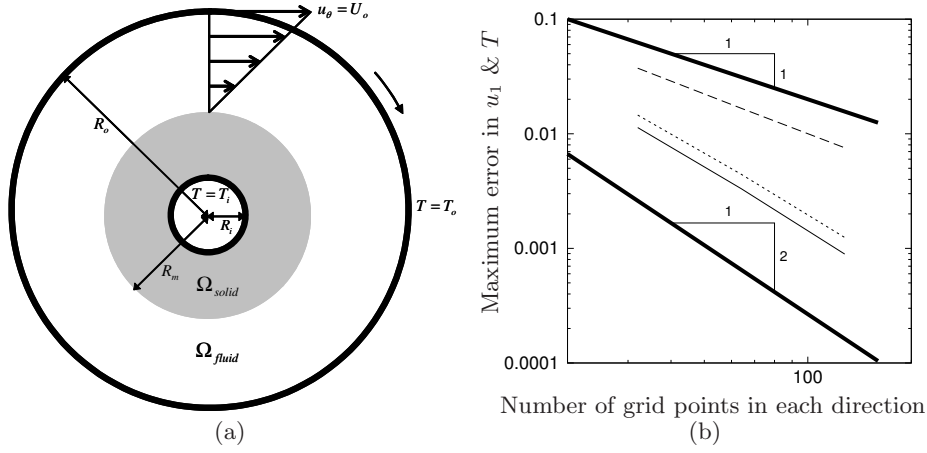 u_θ = U_o
R_o
T = T_i
R_i
T = T_o
R_m
Ω_solid
Ω_fluid
(a)
Maximum error in u_1 & T
0.1
0.01
0.001
0.0001
1
1
1
2
100
Number of grid points in each direction
(b)